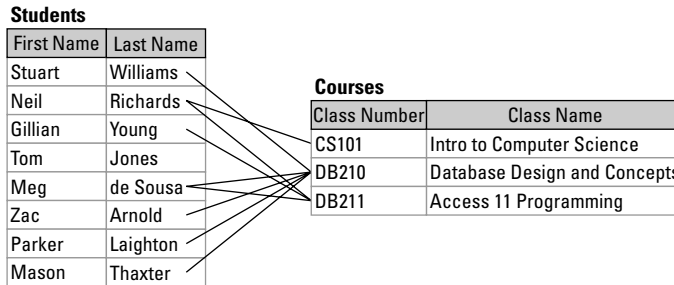 Students
First Name Last Name
Stuart Williams
Neil Richards
Gillian Young
Tom Jones
Meg de Sousa
Zac Arnold
Parker Laighton
Mason Thaxter
Courses
Class Number Class Name
CS101 Intro to Computer Science
DB210 Database Design and Concepts
DB211 Access 11 Programming